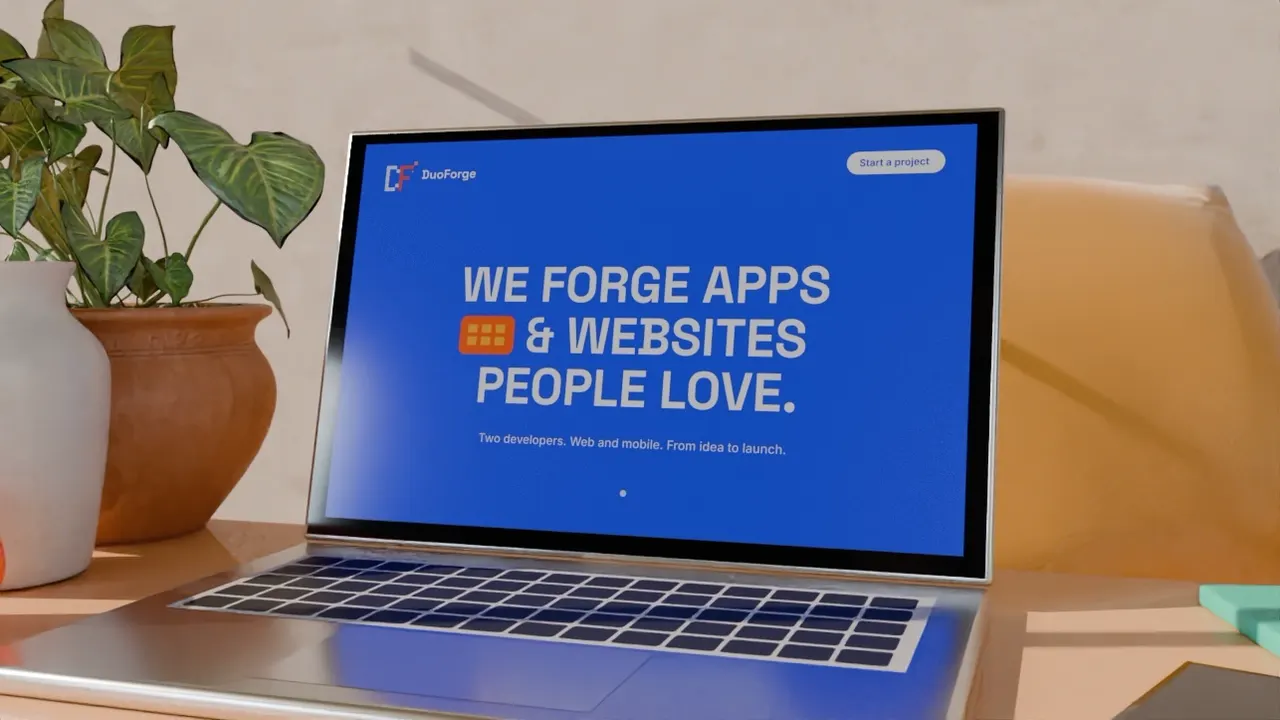 DuoForge
Start a project
WE FORGE APPS
& WEBSITES
PEOPLE LOVE.
Two developers. Web and mobile. From idea to launch.